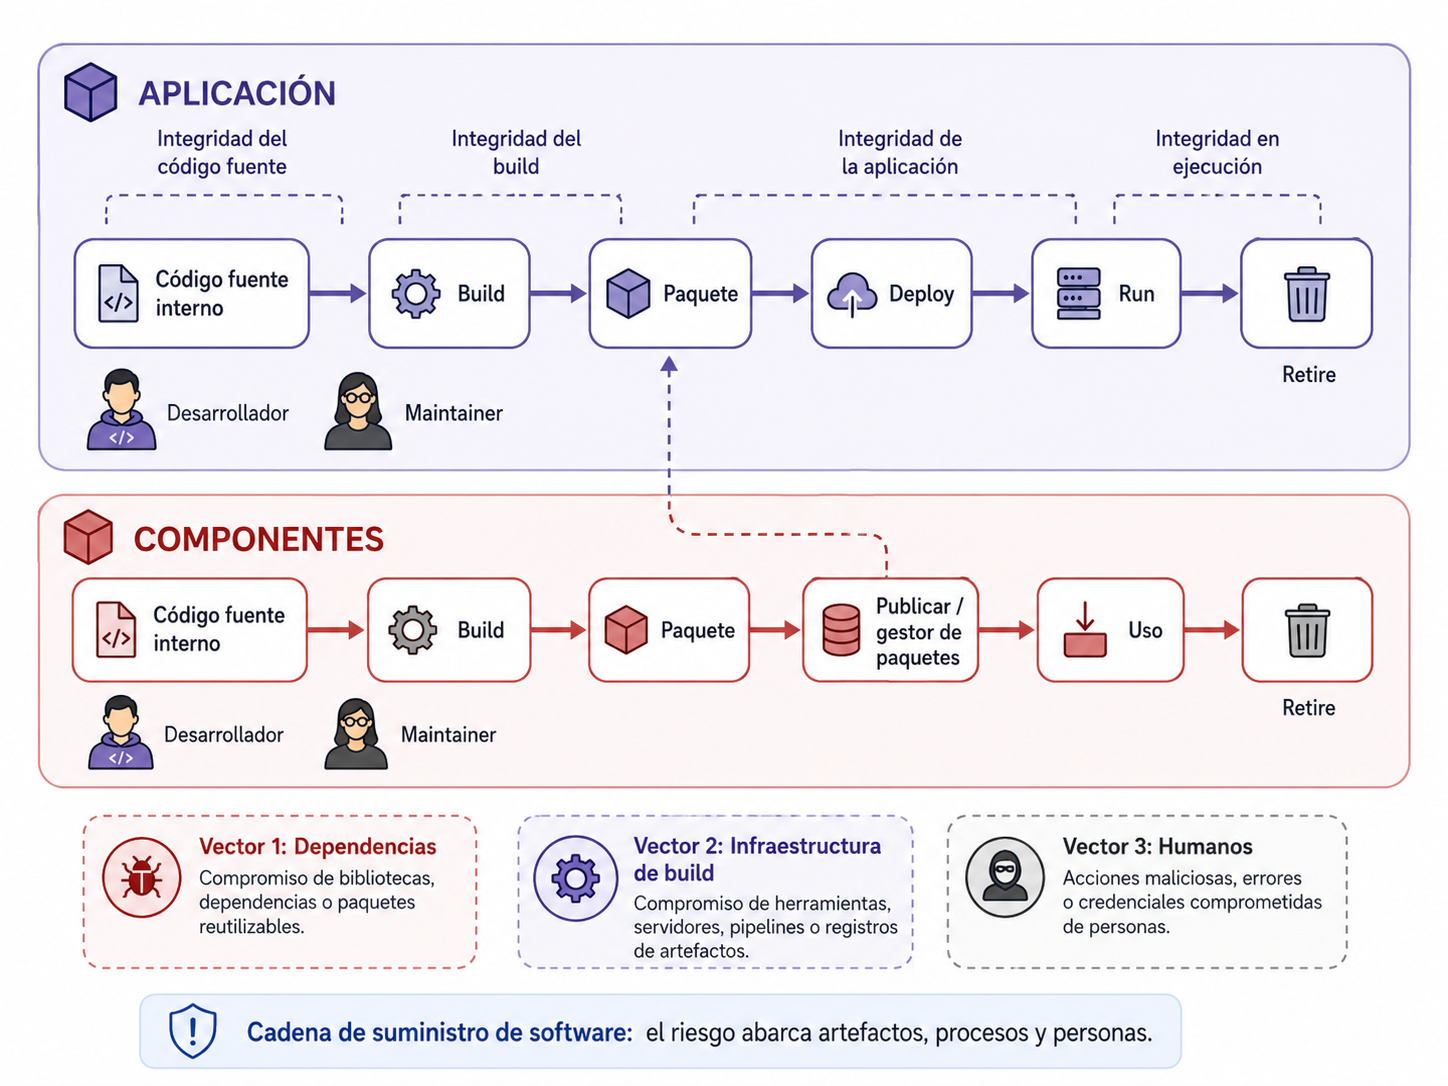 APLICACIÓN
Integridad del
código fuente
Integridad del
build
Integridad de
la aplicación
Integridad en
ejecución
Código fuente
interno
Build
Paquete
Deploy
Run
Retire
Desarrollador
Maintainer
COMPONENTES
Código fuente
interno
Build
Paquete
Publicar /
gestor de
paquetes
Uso
Retire
Desarrollador
Maintainer
Vector 1: Dependencias
Compromiso de bibliotecas,
dependencias o paquetes
reutilizables.
Vector 2: Infraestructura
de build
Compromiso de herramientas,
servidores, pipelines o registros
de artefactos.
Vector 3: Humanos
Acciones maliciosas, errores
o credenciales comprometidas
de personas.
Cadena de suministro de software: el riesgo abarca artefactos, procesos y personas.